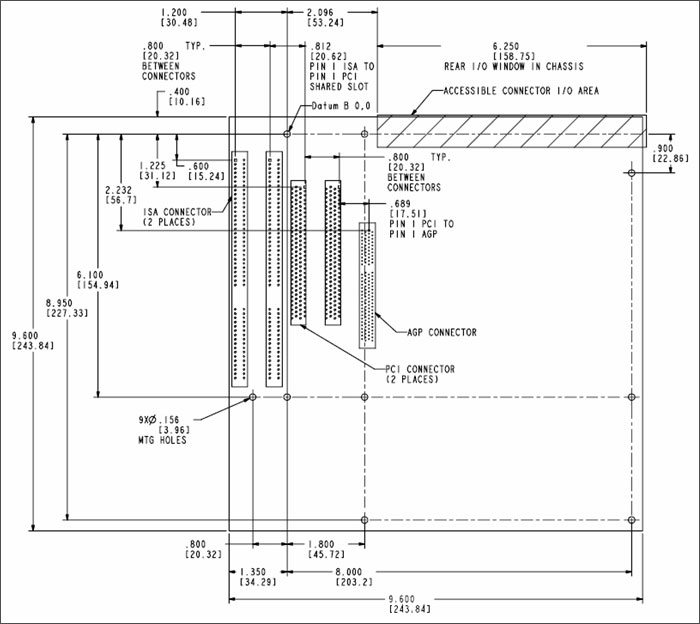 1.200
[30.48]
2.096
[53.24]
.800 TYP.
[20.32]
BETWEEN
CONNECTORS
.812
[20.62]
PIN 1 ISA TO
PIN 1 PCI
SHARED SLOT
6.250
[158.75]
REAR I/O WINDOW IN CHASSIS
.400
[10.16]
ACCESSIBLE CONNECTOR I/O AREA
Datum B 0,0
1.225
[31.12]
.600
[15.24]
.800 TYP.
[20.32]
BETWEEN
CONNECTORS
.900
[22.86]
2.232
[56.7]
ISA CONNECTOR
(2 PLACES)
.689
[17.51]
PIN 1 PCI TO
PIN 1 AGP
6.100
[154.94]
8.950
[227.33]
9.600
[243.84]
AGP CONNECTOR
PCI CONNECTOR
(2 PLACES)
9XØ.156
[3.96]
MTG HOLES
.800
[20.32]
1.800
[45.72]
1.350
[34.29]
8.000
[203.2]
9.600
[243.84]